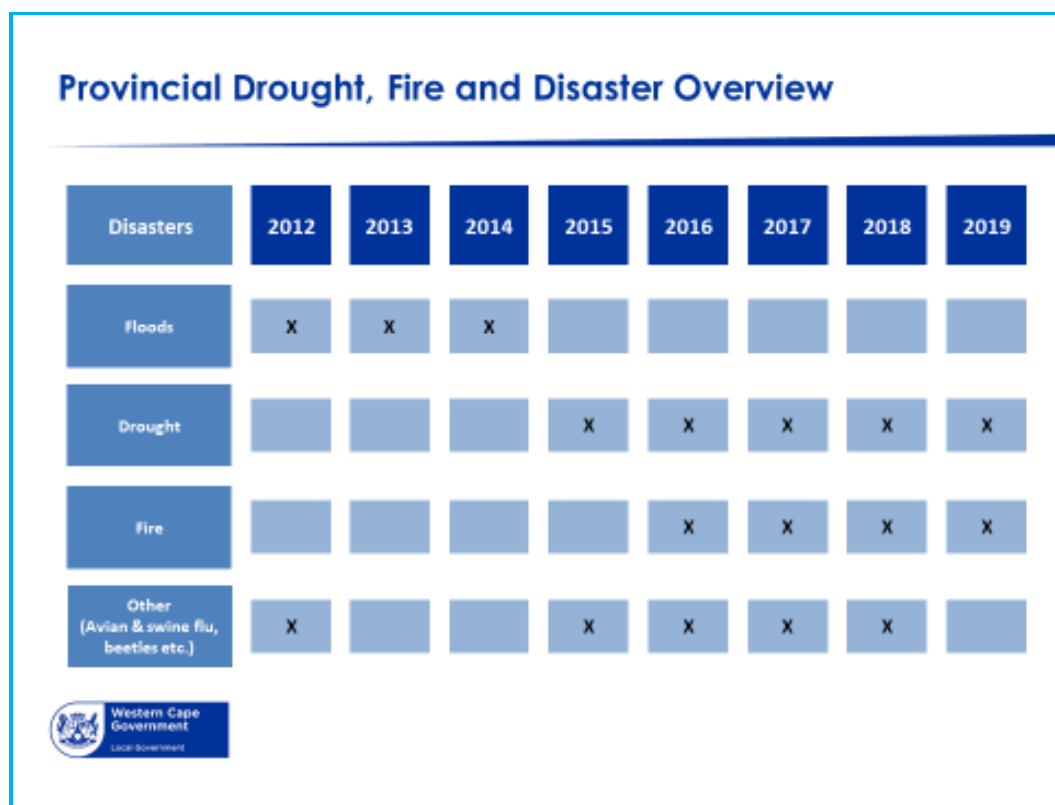 Provincial Drought, Fire and Disaster Overview
Disasters 2012 2013 2014 2015 2016 2017 2018 2019
Floods X X X
Drought X X X X X
Fire X X X X
Other
(Avian & swine flu,
beetles etc.)
X X X X X
Western Cape
Government
Local Government